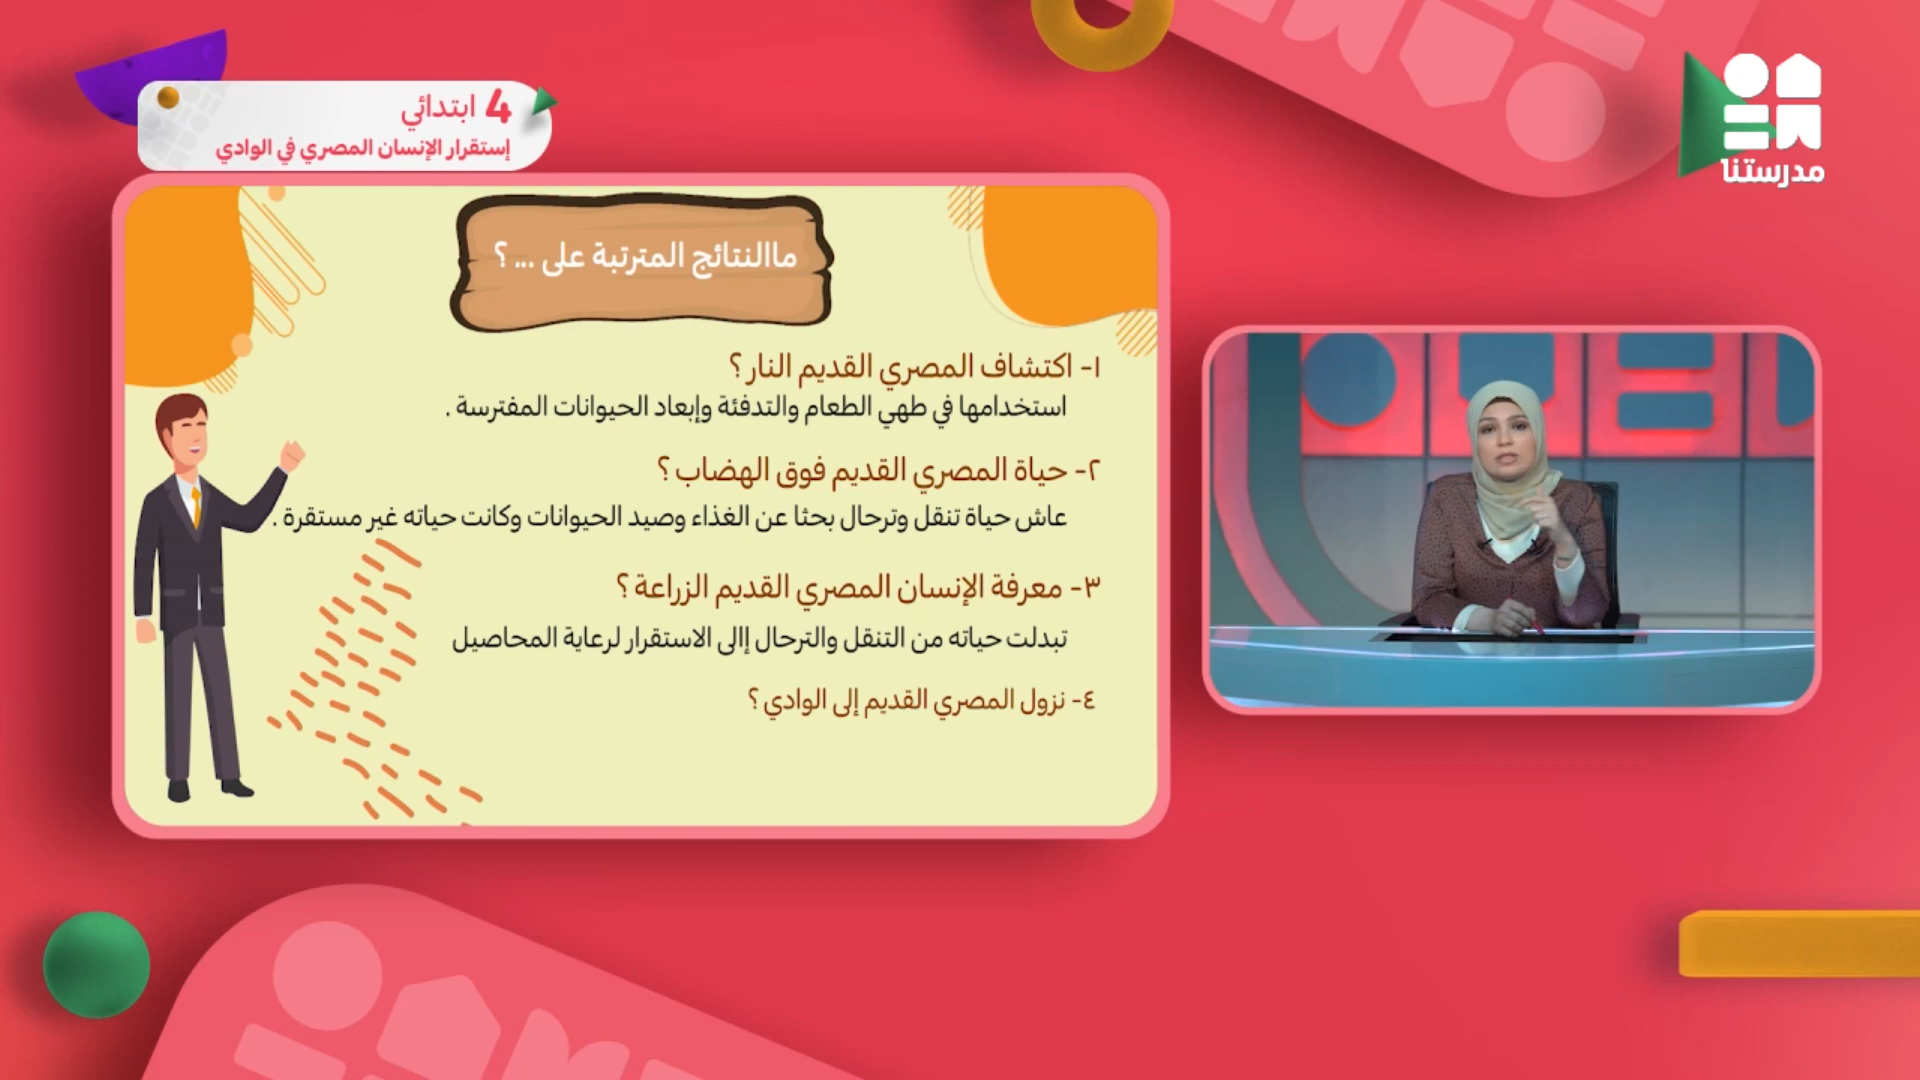 4 ابتدائي
إستقرار الإنسان المصري في الوادي
مدرستنا
ماالنتائج المترتبة على ... ؟
١- اكتشاف المصري القديم النار ؟
استخدامها في طهي الطعام والتدفئة وإبعاد الحيوانات المفترسة .
٢- حياة المصري القديم فوق الهضاب ؟
عاش حياة تنقل وترحال بحثا عن الغذاء وصيد الحيوانات وكانت حياته غير مستقرة .
٣- معرفة الإنسان المصري القديم الزراعة ؟
تبدلت حياته من التنقل والترحال إالى الاستقرار لرعاية المحاصيل
٤- نزول المصري القديم إلى الوادي ؟